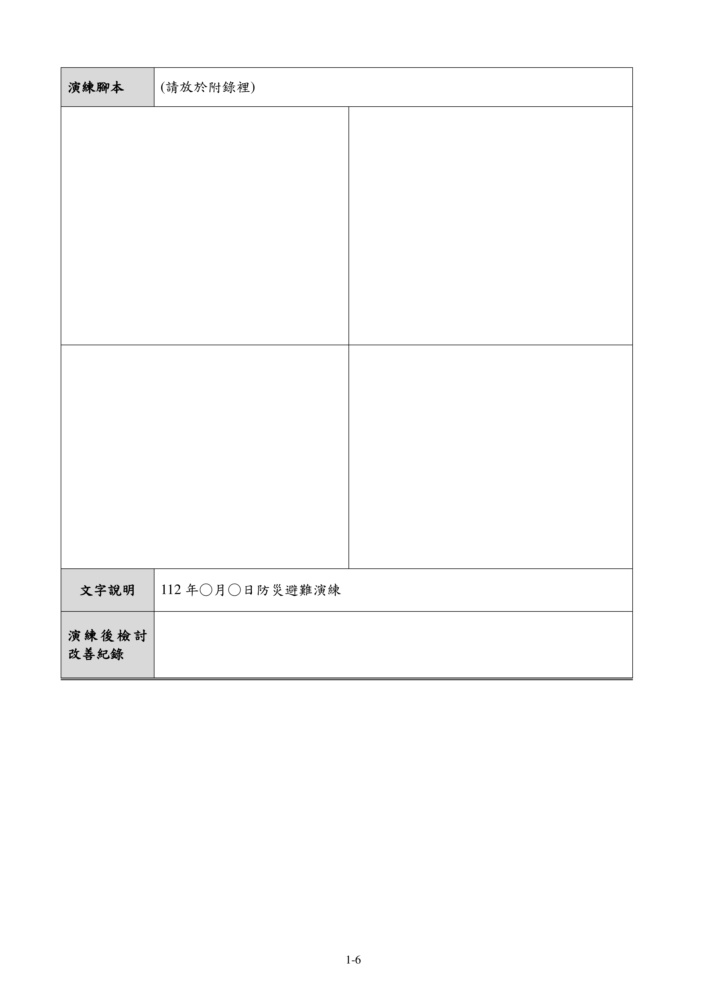 演練腳本
(請放於附錄裡)
文字說明
112 年○月○日防災避難演練
演練後檢討
改善紀錄
1-6